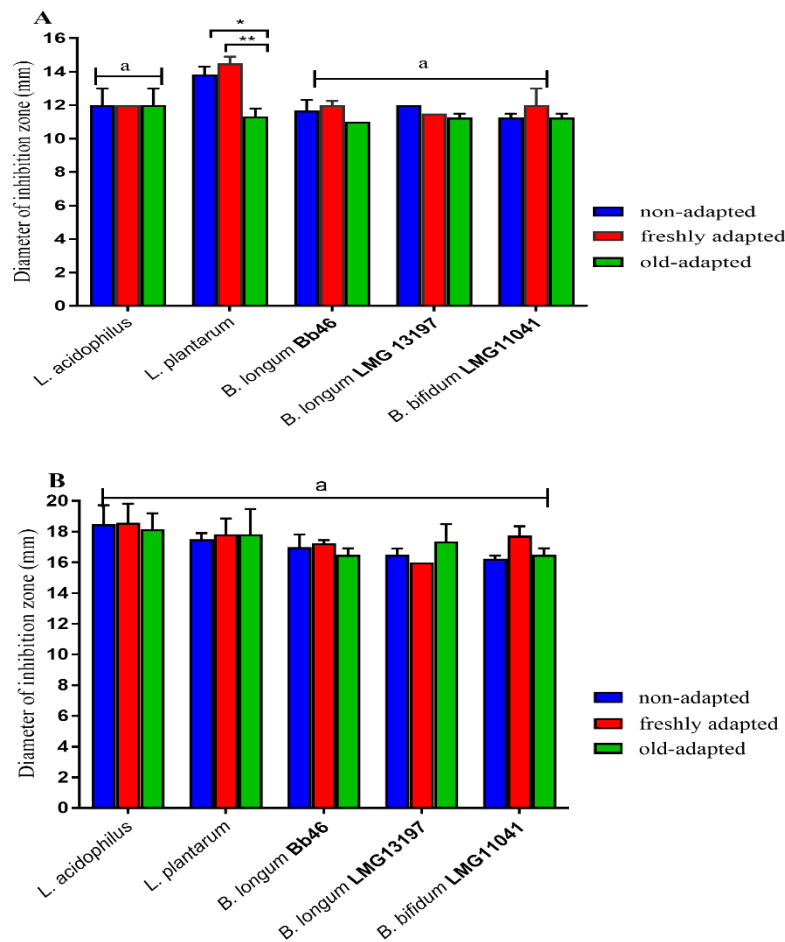 A
Diameter of inhibition zone (mm)
16
14
12
10
8
6
4
2
0
a
*
**
a
non-adapted
freshly adapted
old-adapted
L. acidophilus
L. plantarum
B. longum Bb46
B. longum LMG 13197
B. bifidum LMG11041
B
Diameter of inhibition zone (mm)
20
18
16
14
12
10
8
6
4
2
0
a
non-adapted
freshly adapted
old-adapted
L. acidophilus
L. plantarum
B. longum Bb46
B. longum LMG13197
B. bifidum LMG11041